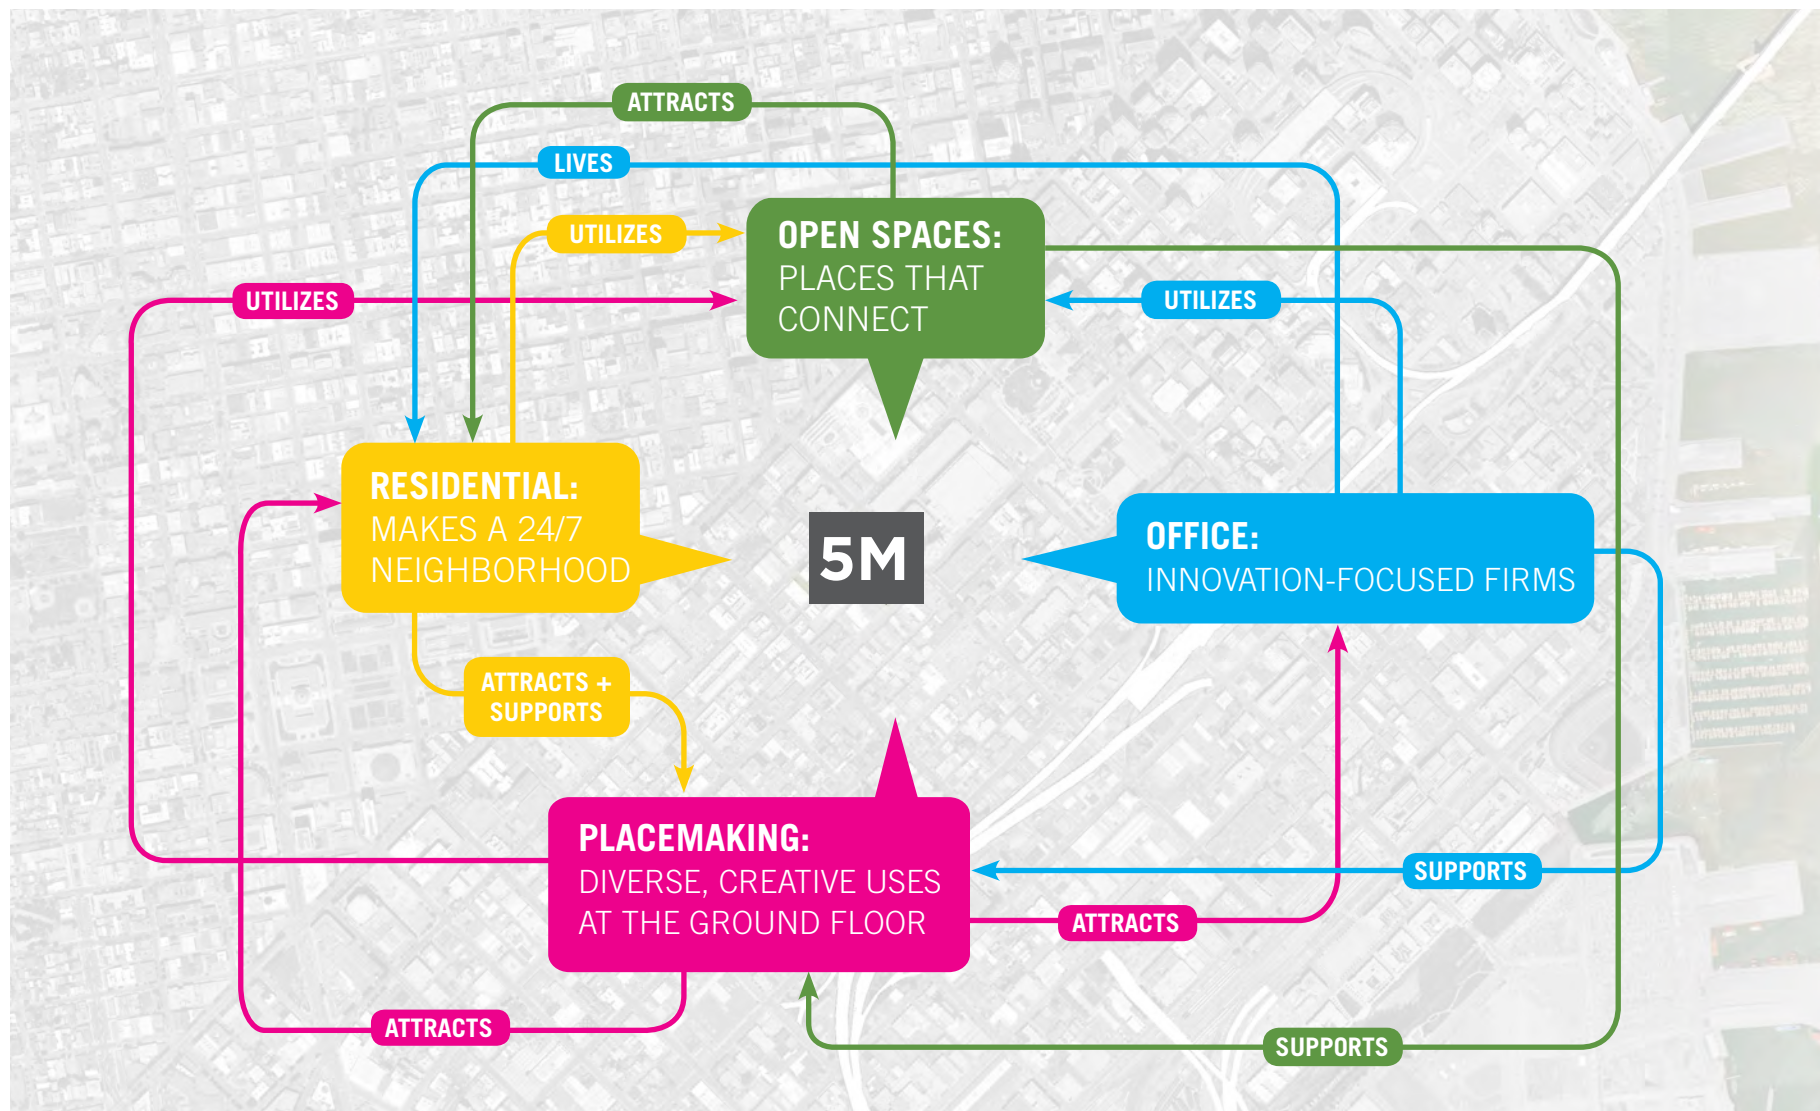 ATTRACTS
LIVES
UTILIZES
UTILIZES
UTILIZES
OPEN SPACES:
PLACES THAT
CONNECT
RESIDENTIAL:
MAKES A 24/7
NEIGHBORHOOD
5M
OFFICE:
INNOVATION-FOCUSED FIRMS
ATTRACTS +
SUPPORTS
PLACEMAKING:
DIVERSE, CREATIVE USES
AT THE GROUND FLOOR
SUPPORTS
ATTRACTS
ATTRACTS
SUPPORTS